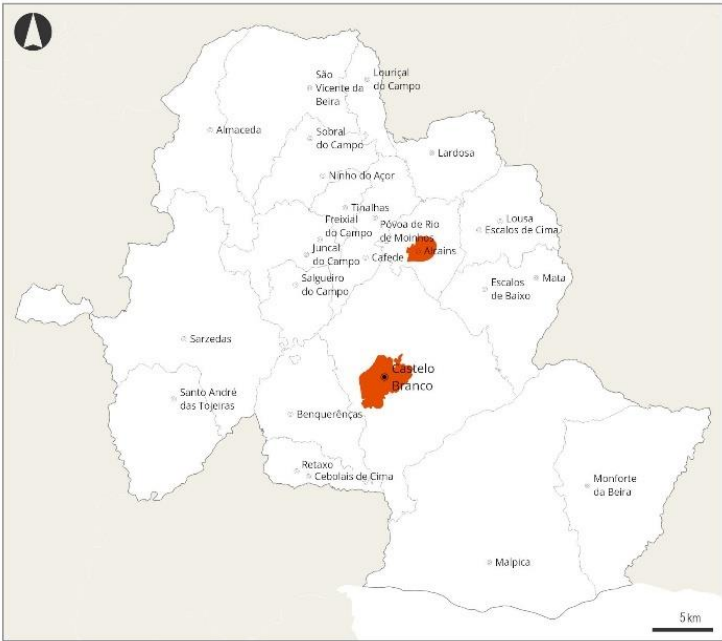 São
Vicente da
Beira
Louriçal
do Campo
Almaceda
Sobral
do Campo
Lardosa
Ninho do Açor
Tinalhas
Freixial
do Campo
Póvoa de Rio
de Moinhos
Lousa
Escalos de Cima
Juncal
do Campo
Cafede
Alcains
Salgueiro
do Campo
Escalos
de Baixo
Mata
Sarzedas
Castelo
Branco
Santo André
das Tojeiras
Benquerênças
Retaxo
Cebolais de Cima
Monforte
da Beira
Malpica
5 km